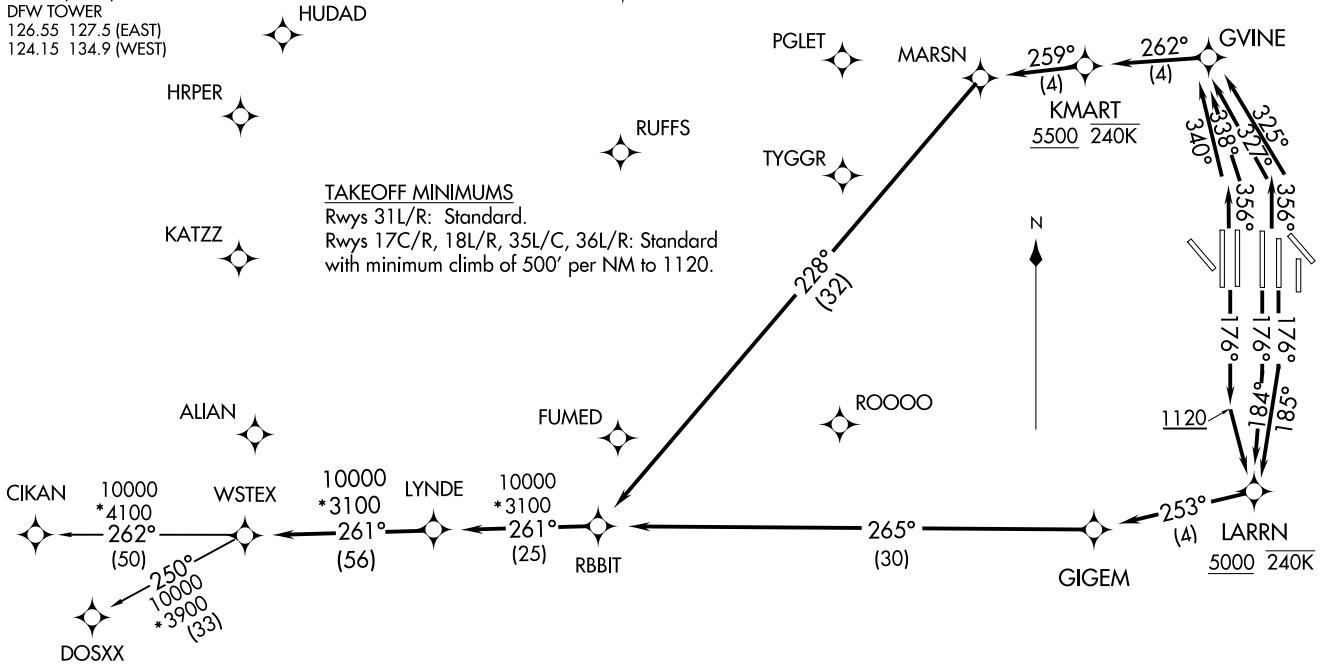 DFW TOWER
126.55 127.5 (EAST)
124.15 134.9 (WEST)
HUDAD
HRPER
KATZZ
RUFFS
PGLET
TYGGR
MARSN
259°
(4)
KMART
5500 240K
262°
(4)
GVINE
340°
338°
327°
325°
356°
356°
TAKEOFF MINIMUMS
Rwys 31L/R: Standard.
Rwys 17C/R, 18L/R, 35L/C, 36L/R: Standard
with minimum climb of 500' per NM to 1120.
N
228°
(32)
176°
176°
176°
1120
184°
185°
ALIAN
FUMED
ROOOO
CIKAN
10000
*4100
262°
(50)
WSTEX
10000
*3100
261°
(56)
LYNDE
10000
*3100
261°
(25)
RBBIT
265°
(30)
GIGEM
253°
(4)
LARRN
5000 240K
250°
10000
*3900
(33)
DOSXX